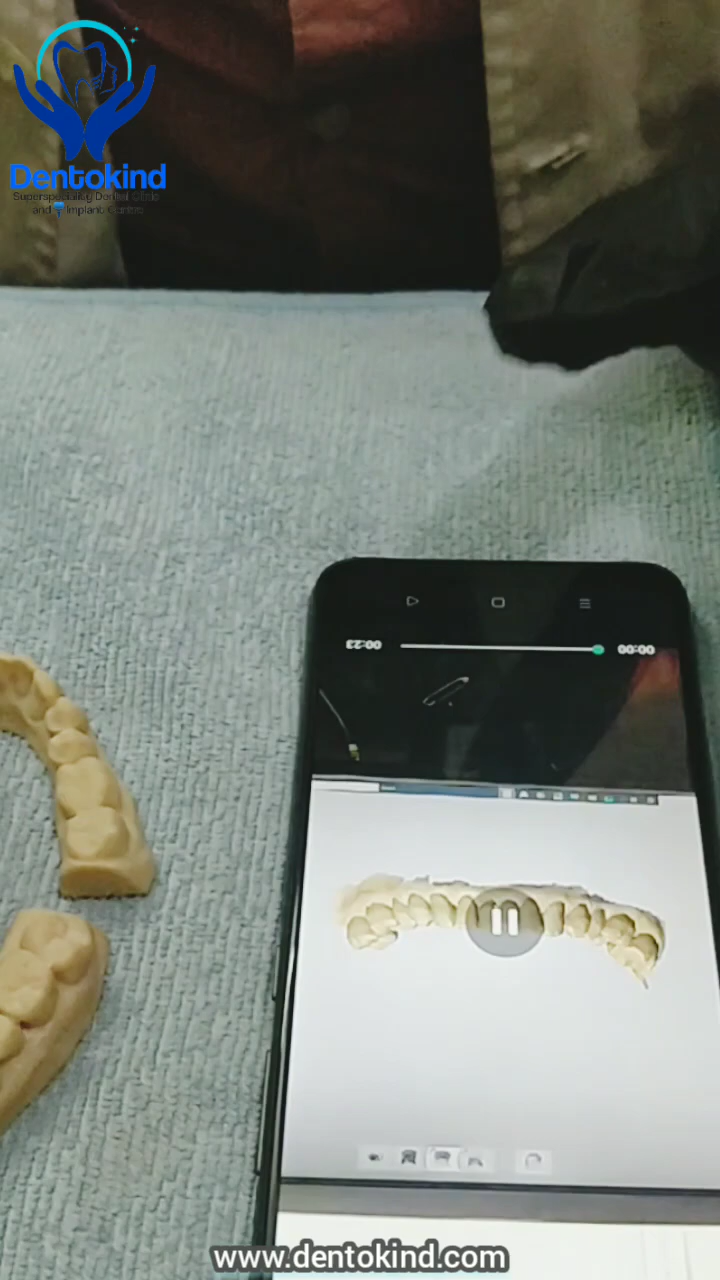 Dentokind
Superspeciality Dental Clinic
and Implant Centre
00:23
00:00
www.dentokind.com